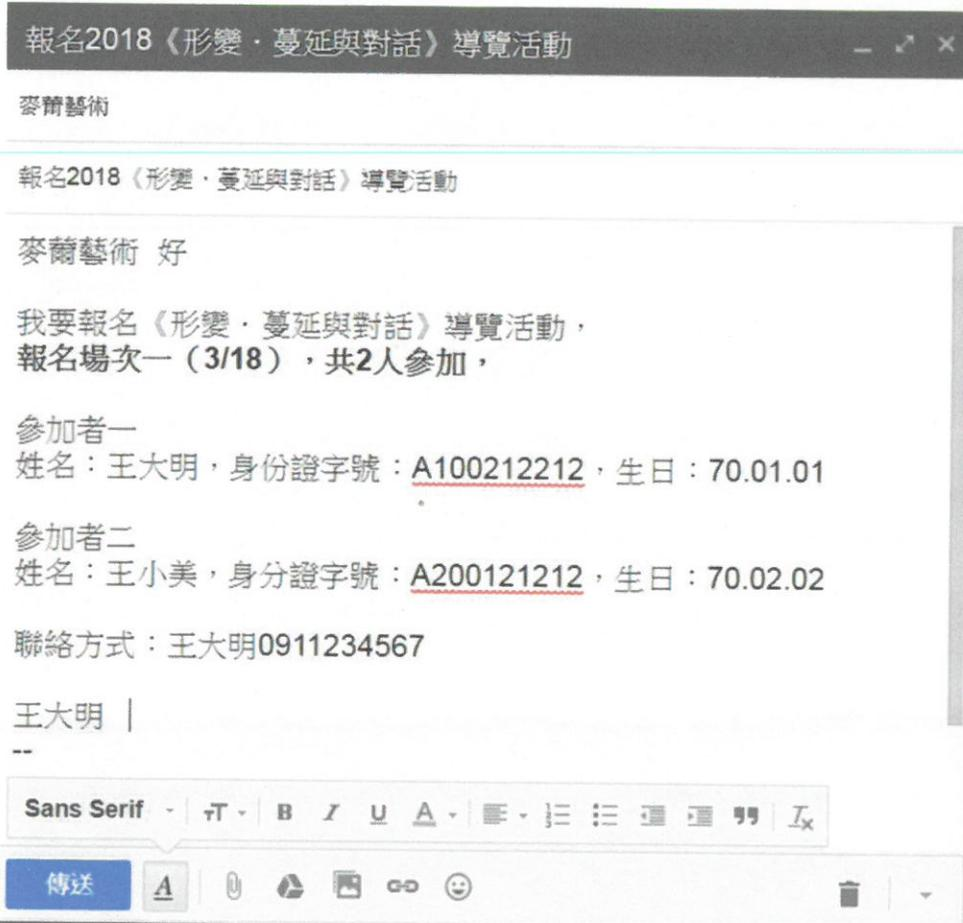 報名2018《形變‧蔓延與對話》導覽活動
麥蕾藝術
報名2018《形變‧蔓延與對話》導覽活動
麥薾藝術 好
我要報名《形變‧蔓延與對話》導覽活動，
報名場次一（3/18），共2人參加，
參加者一
姓名：王大明，身份證字號：A100212212，生日：70.01.01
參加者二
姓名：王小美，身分證字號：A200121212，生日：70.02.02
聯絡方式：王大明0911234567
王大明
--
Sans Serif
傳送